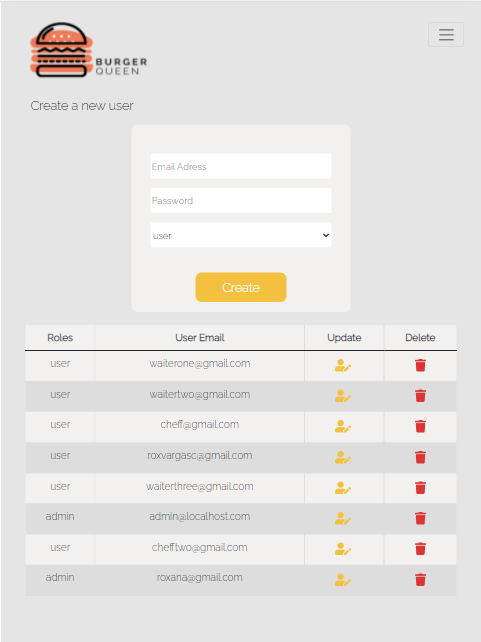 BURGER
QUEEN
Create a new user
Email Adress
Password
user
Create
Roles User Email Update Delete
user waiterone@gmail.com
user waitertwo@gmail.com
user cheff@gmail.com
user roxvargasc@gmail.com
user waiterthree@gmail.com
admin admin@localhost.com
user chefftwo@gmail.com
admin roxana@gmail.com